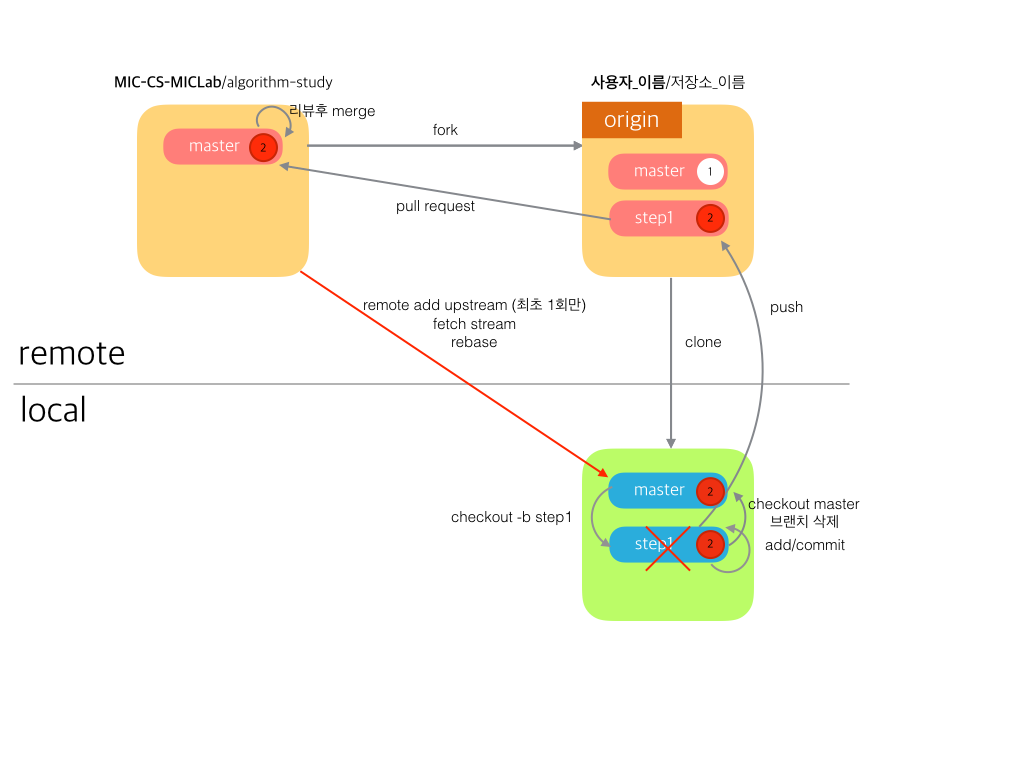 MIC-CS-MICLab/algorithm-study
사용자_이름/저장소_이름
리뷰후 merge
origin
fork
master 2
master 1
pull request
step1 2
remote add upstream (최초 1회만)
fetch stream
rebase
push
clone
remote
local
master 2
checkout -b step1
checkout master
브랜치 삭제
step1 2
add/commit